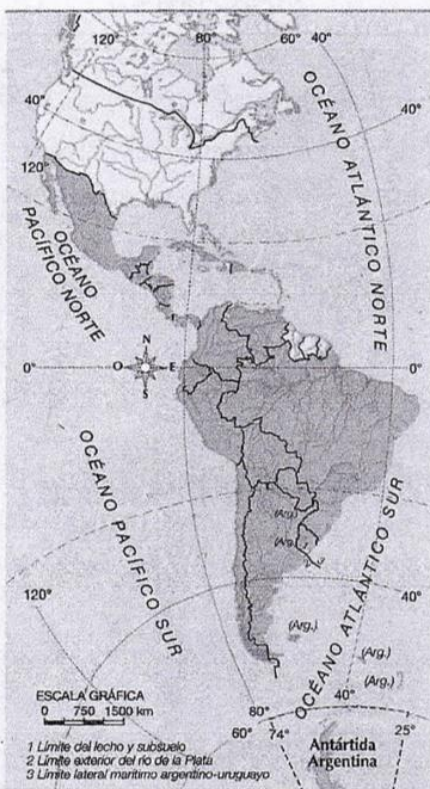 120°
80°
60°
40°
40°
40°
120°
OCÉANO ATLÁNTICO NORTE
OCÉANO
PACÍFICO NORTE
N
O
E
S
0°
0°
OCÉANO PACÍFICO SUR
OCÉANO ATLÁNTICO SUR
(Arg.)
(Arg.)
120°
40°
(Arg.)
(Arg.)
(Arg.)
ESCALA GRÁFICA
0 750 1500 km
80°
60° 74°
40°
25°
Antártida
Argentina
1 Límite del lecho y subsuelo
2 Límite exterior del río de la Plata
3 Límite lateral marítimo argentino-uruguayo